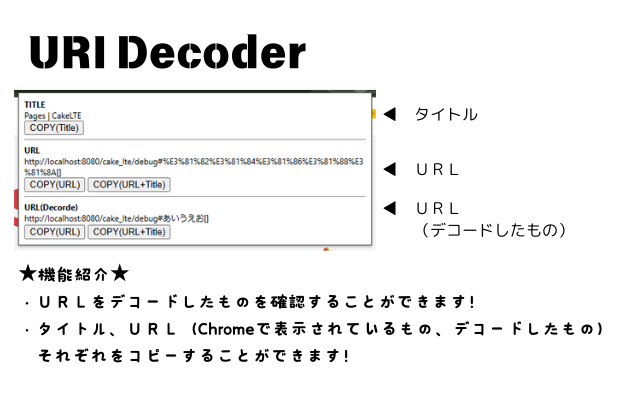 URI Decoder
TITLE
Pages | CakeLTE
COPY(Title)
◀ タイトル
URL
http://localhost:8080/cake_lte/debug#%E3%81%82%E3%81%84%E3%81%86%E3%81%88%E3
%81%8A[]
COPY(URL) COPY(URL+Title)
◀ ＵＲＬ
URL(Decorde)
http://localhost:8080/cake_lte/debug#あいうえお[]
COPY(URL) COPY(URL+Title)
◀ ＵＲＬ
（デコードしたもの）
★機能紹介★
・ＵＲＬをデコードしたものを確認することができます！
・タイトル、ＵＲＬ（Chromeで表示されているもの、デコードしたもの）
それぞれをコピーすることができます！